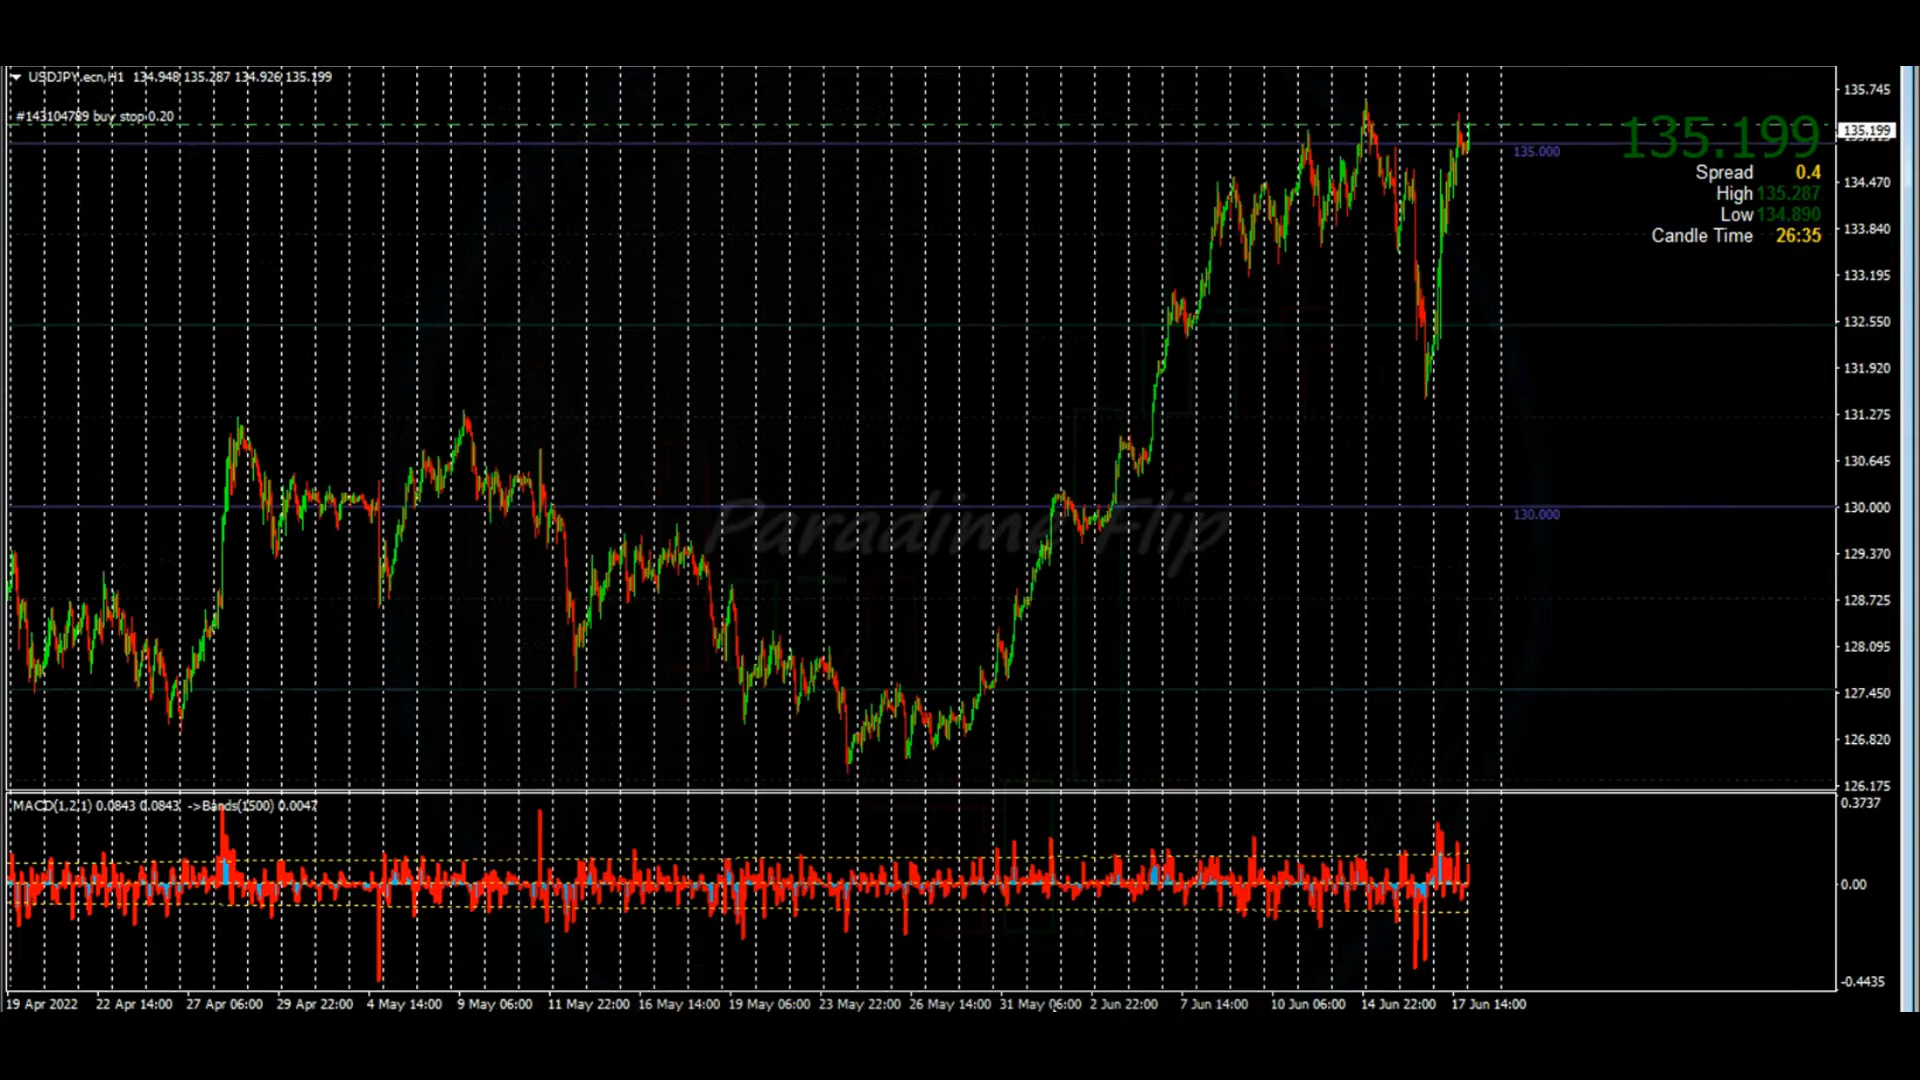 USDJPY.ecn,H1 134.948 135.287 134.926 135.199
#143104789 buy stop 0.20
135.199
Spread 0.4
High 135.287
Low 134.890
Candle Time 26:35
135.000
130.000
Paradime Flip
135.745
135.199
134.470
133.840
133.195
132.550
131.920
131.275
130.645
130.000
129.370
128.725
128.095
127.450
126.820
126.175
MACD(1,2,1) 0.0843 0.0843 ->Bands(1500) 0.0047
0.3737
0.00
-0.4435
19 Apr 2022 22 Apr 14:00 27 Apr 06:00 29 Apr 22:00 4 May 14:00 9 May 06:00 11 May 22:00 16 May 14:00 19 May 06:00 23 May 22:00 26 May 14:00 31 May 06:00 2 Jun 22:00 7 Jun 14:00 10 Jun 06:00 14 Jun 22:00 17 Jun 14:00